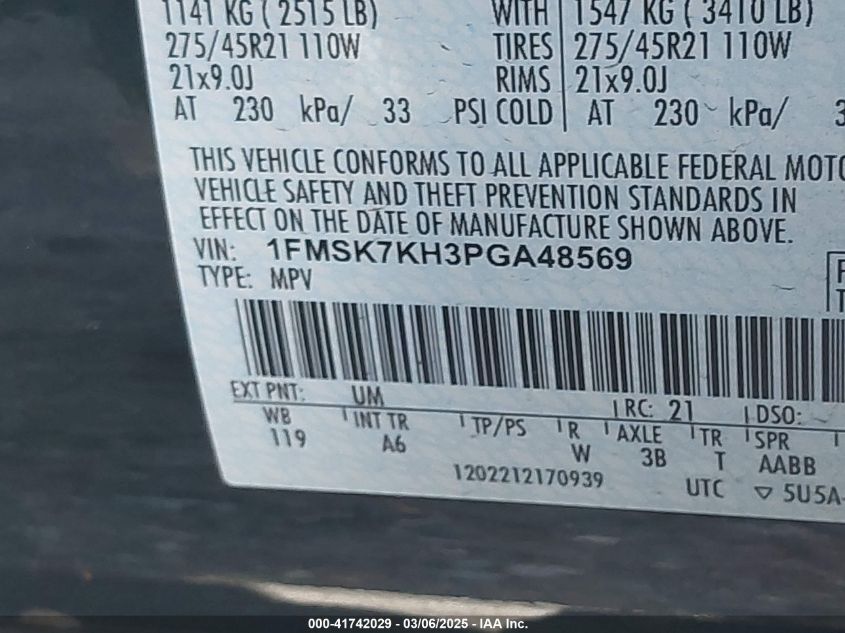 1141 KG ( 2515 LB) WITH 1547 KG ( 3410 LB)
275/45R21 110W TIRES 275/45R21 110W
21x9.0J RIMS 21x9.0J
AT 230 kPa/ 33 PSI COLD AT 230 kPa/ 3
THIS VEHICLE CONFORMS TO ALL APPLICABLE FEDERAL MOTO
VEHICLE SAFETY AND THEFT PREVENTION STANDARDS IN
EFFECT ON THE DATE OF MANUFACTURE SHOWN ABOVE.
VIN: 1FMSK7KH3PGA48569
TYPE: MPV
EXT PNT: UM RC: 21 DSO:
WB INT TR TP/PS R AXLE TR SPR
119 A6 W 3B T AABB
1202212170939 UTC ▽ 5U5A-
000-41742029 - 03/06/2025 - IAA Inc.